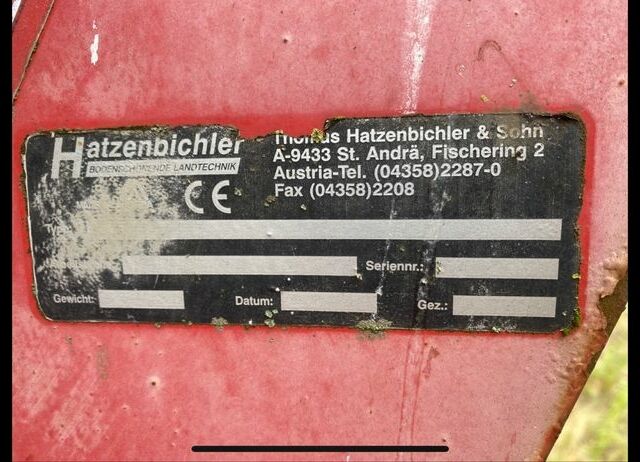 Hatzenbichler
BODENSCHONENDE LANDTECHNIK
CE
Thomas Hatzenbichler & Sohn
A-9433 St. Andrä, Fischering 2
Austria-Tel. (04358)2287-0
Fax (04358)2208
Seriennr.:
Gewicht:
Datum:
Gez.: